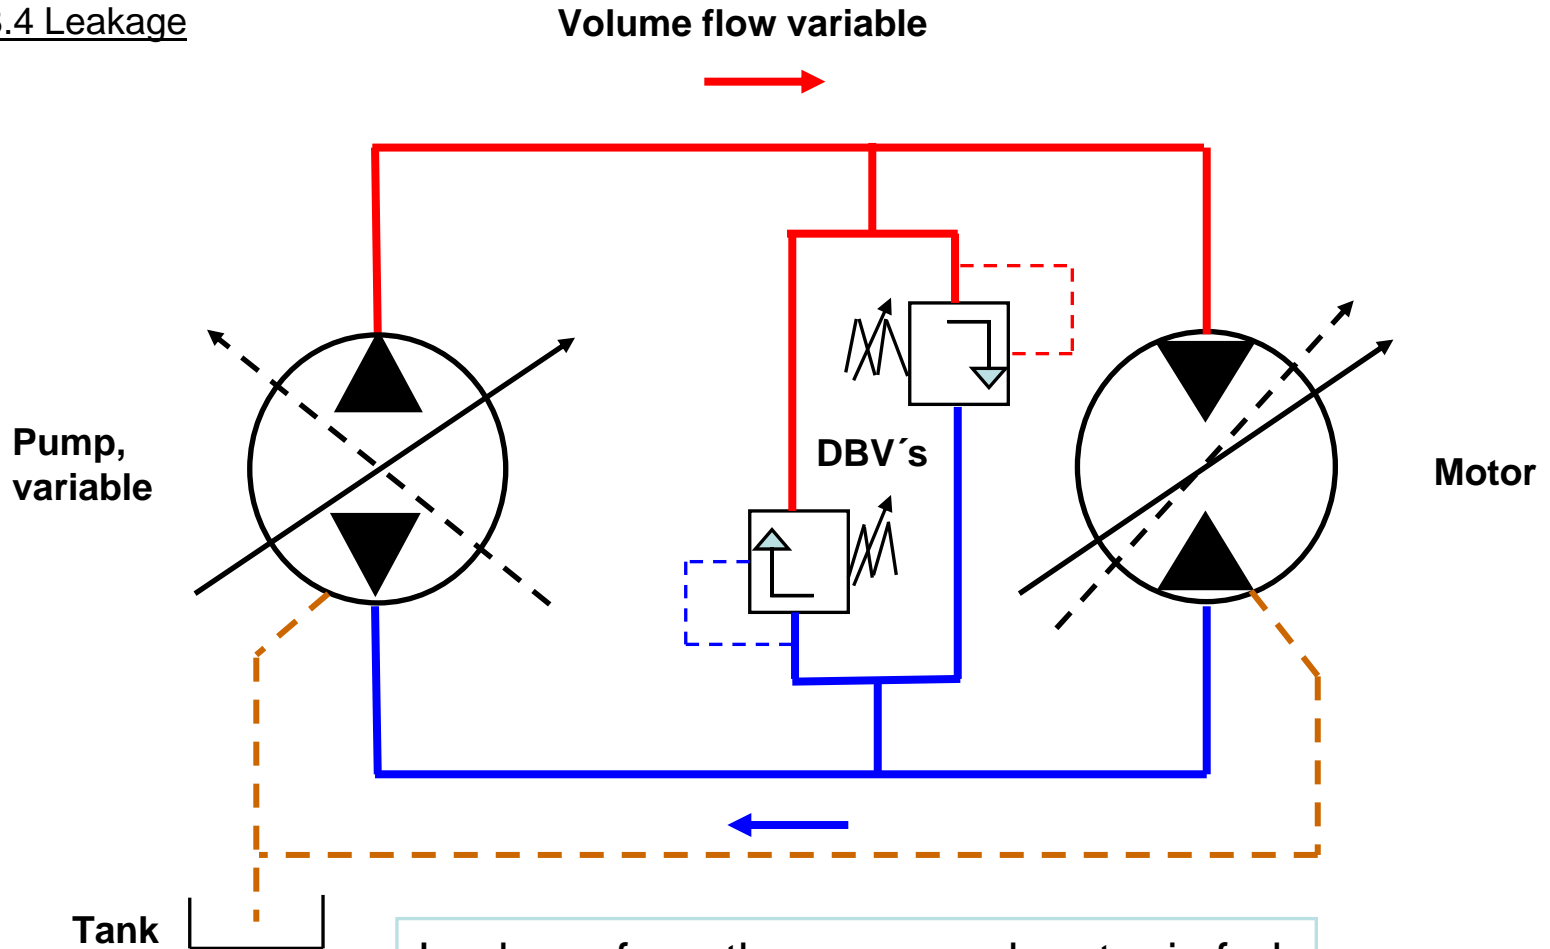 .4 Leakage
Volume flow variable
Pump,
variable
DBV´s
Motor
Tank